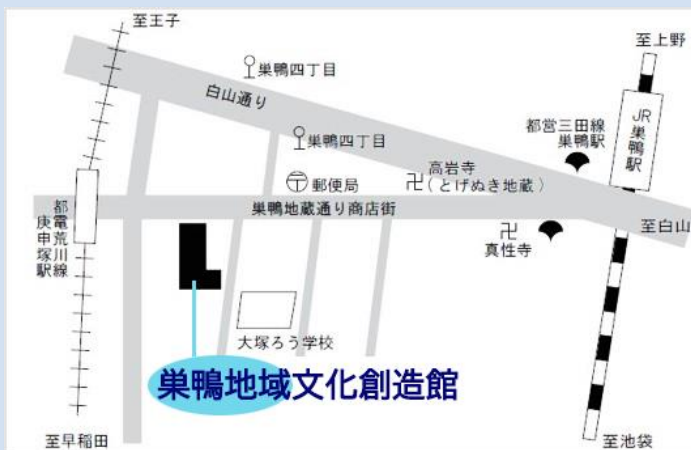 至王子
至上野
巣鴨四丁目
白山通り
JR巣鴨駅
都営三田線
巣鴨駅
巣鴨四丁目
高岩寺
(とげぬき地蔵)
郵便局
巣鴨地蔵通り商店街
都電荒川線
庚申塚駅
至白山
真性寺
大塚ろう学校
巣鴨地域文化創造館
至早稲田
至池袋